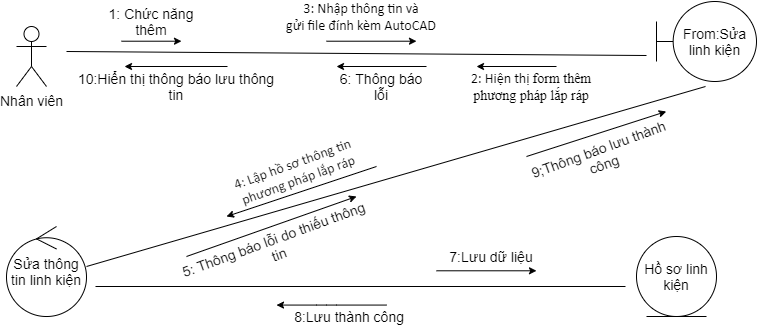 1: Chức năng
thêm
3: Nhập thông tin và
gửi file đính kèm AutoCAD
From:Sửa
linh kiện
10:Hiển thị thông báo lưu thông
tin
6: Thông báo
lỗi
2: Hiện thị form thêm
phương pháp lắp ráp
Nhân viên
9;Thông báo lưu thành
công
4: Lập hồ sơ thông tin
phương pháp lắp ráp
5: Thông báo lỗi do thiếu thông
tin
Sửa thông
tin linh kiện
7:Lưu dữ liệu
Hồ sơ linh
kiện
8:Lưu thành công